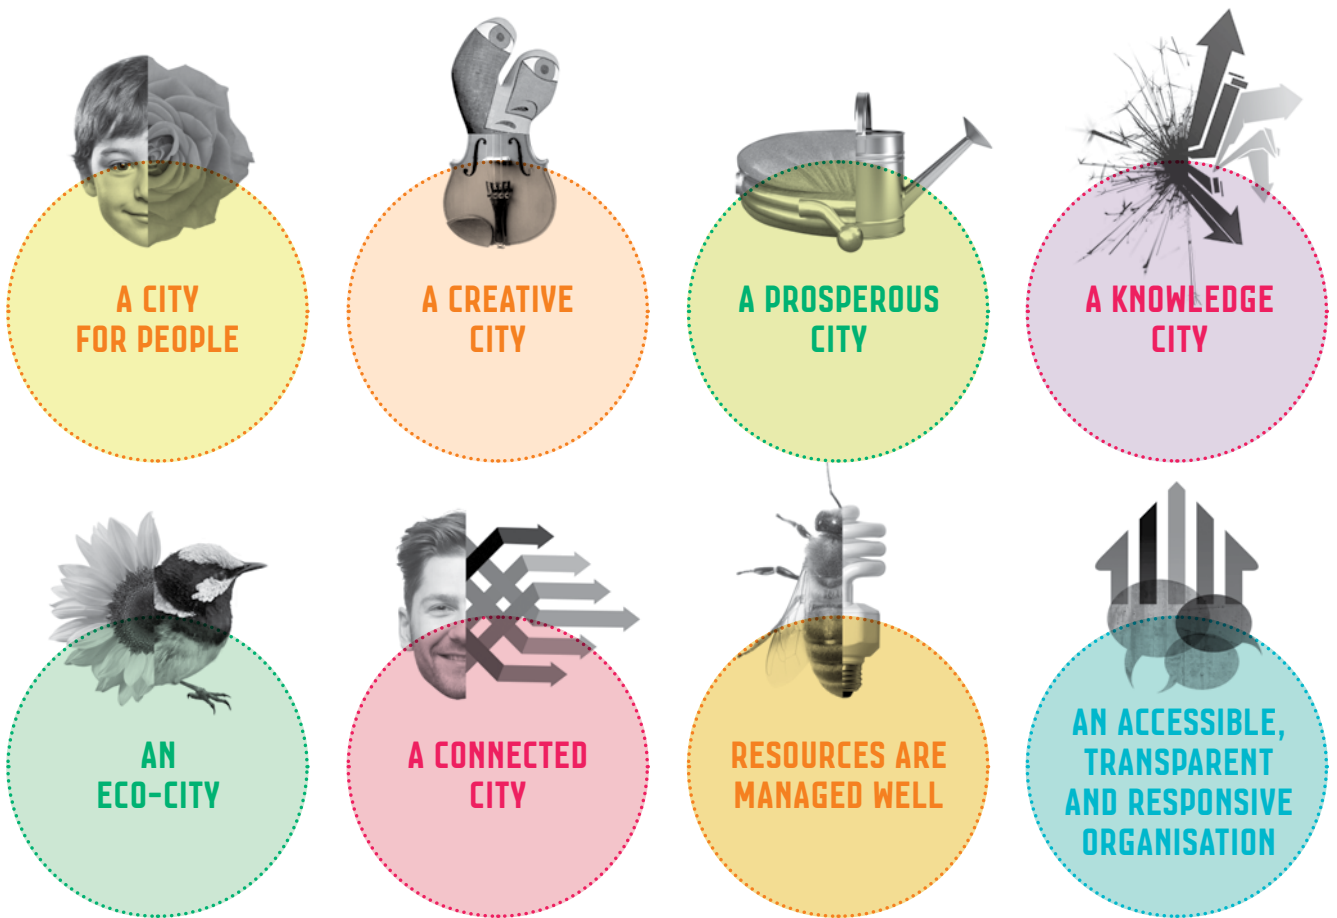 A CITY
FOR PEOPLE
A CREATIVE
CITY
A PROSPEROUS
CITY
A KNOWLEDGE
CITY
AN
ECO-CITY
A CONNECTED
CITY
RESOURCES ARE
MANAGED WELL
AN ACCESSIBLE,
TRANSPARENT
AND RESPONSIVE
ORGANISATION